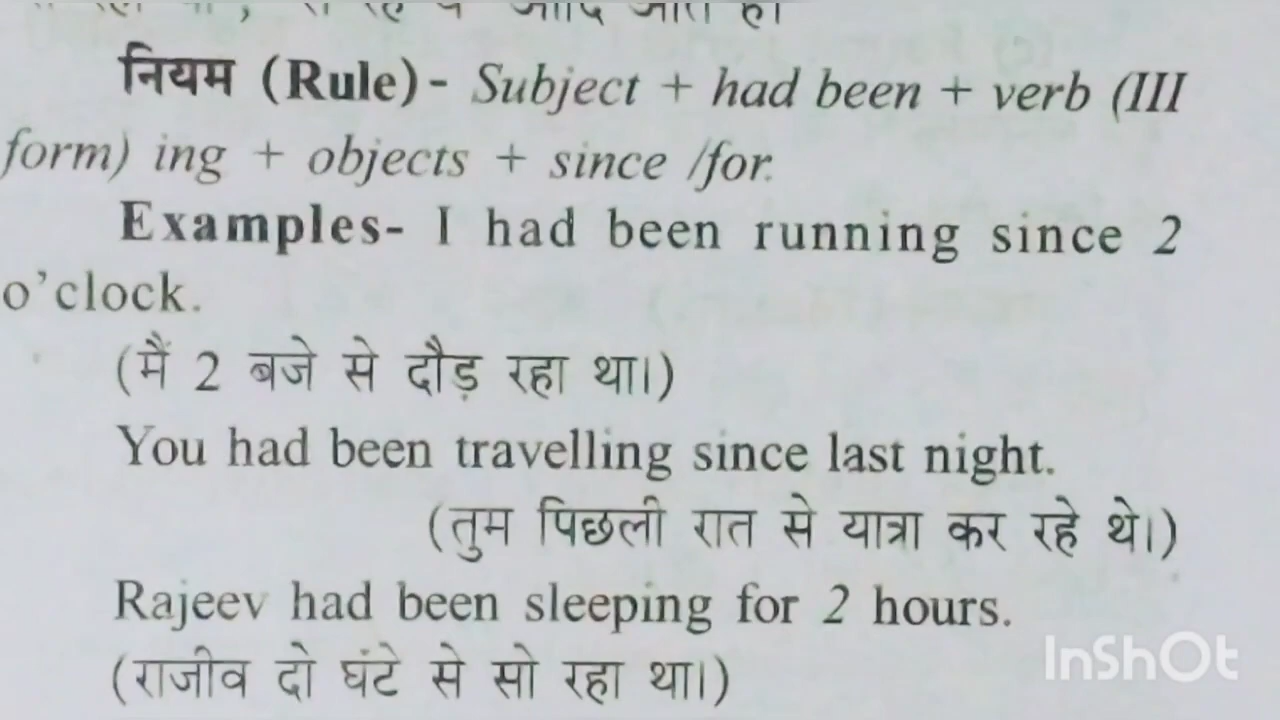 नियम (Rule)- Subject + had been + verb (III
form) ing + objects + since /for.
Examples- I had been running since 2
o'clock.
(मैं 2 बजे से दौड़ रहा था।)
You had been travelling since last night.
(तुम पिछली रात से यात्रा कर रहे थे।)
Rajeev had been sleeping for 2 hours.
(राजीव दो घंटे से सो रहा था।)
InShOt